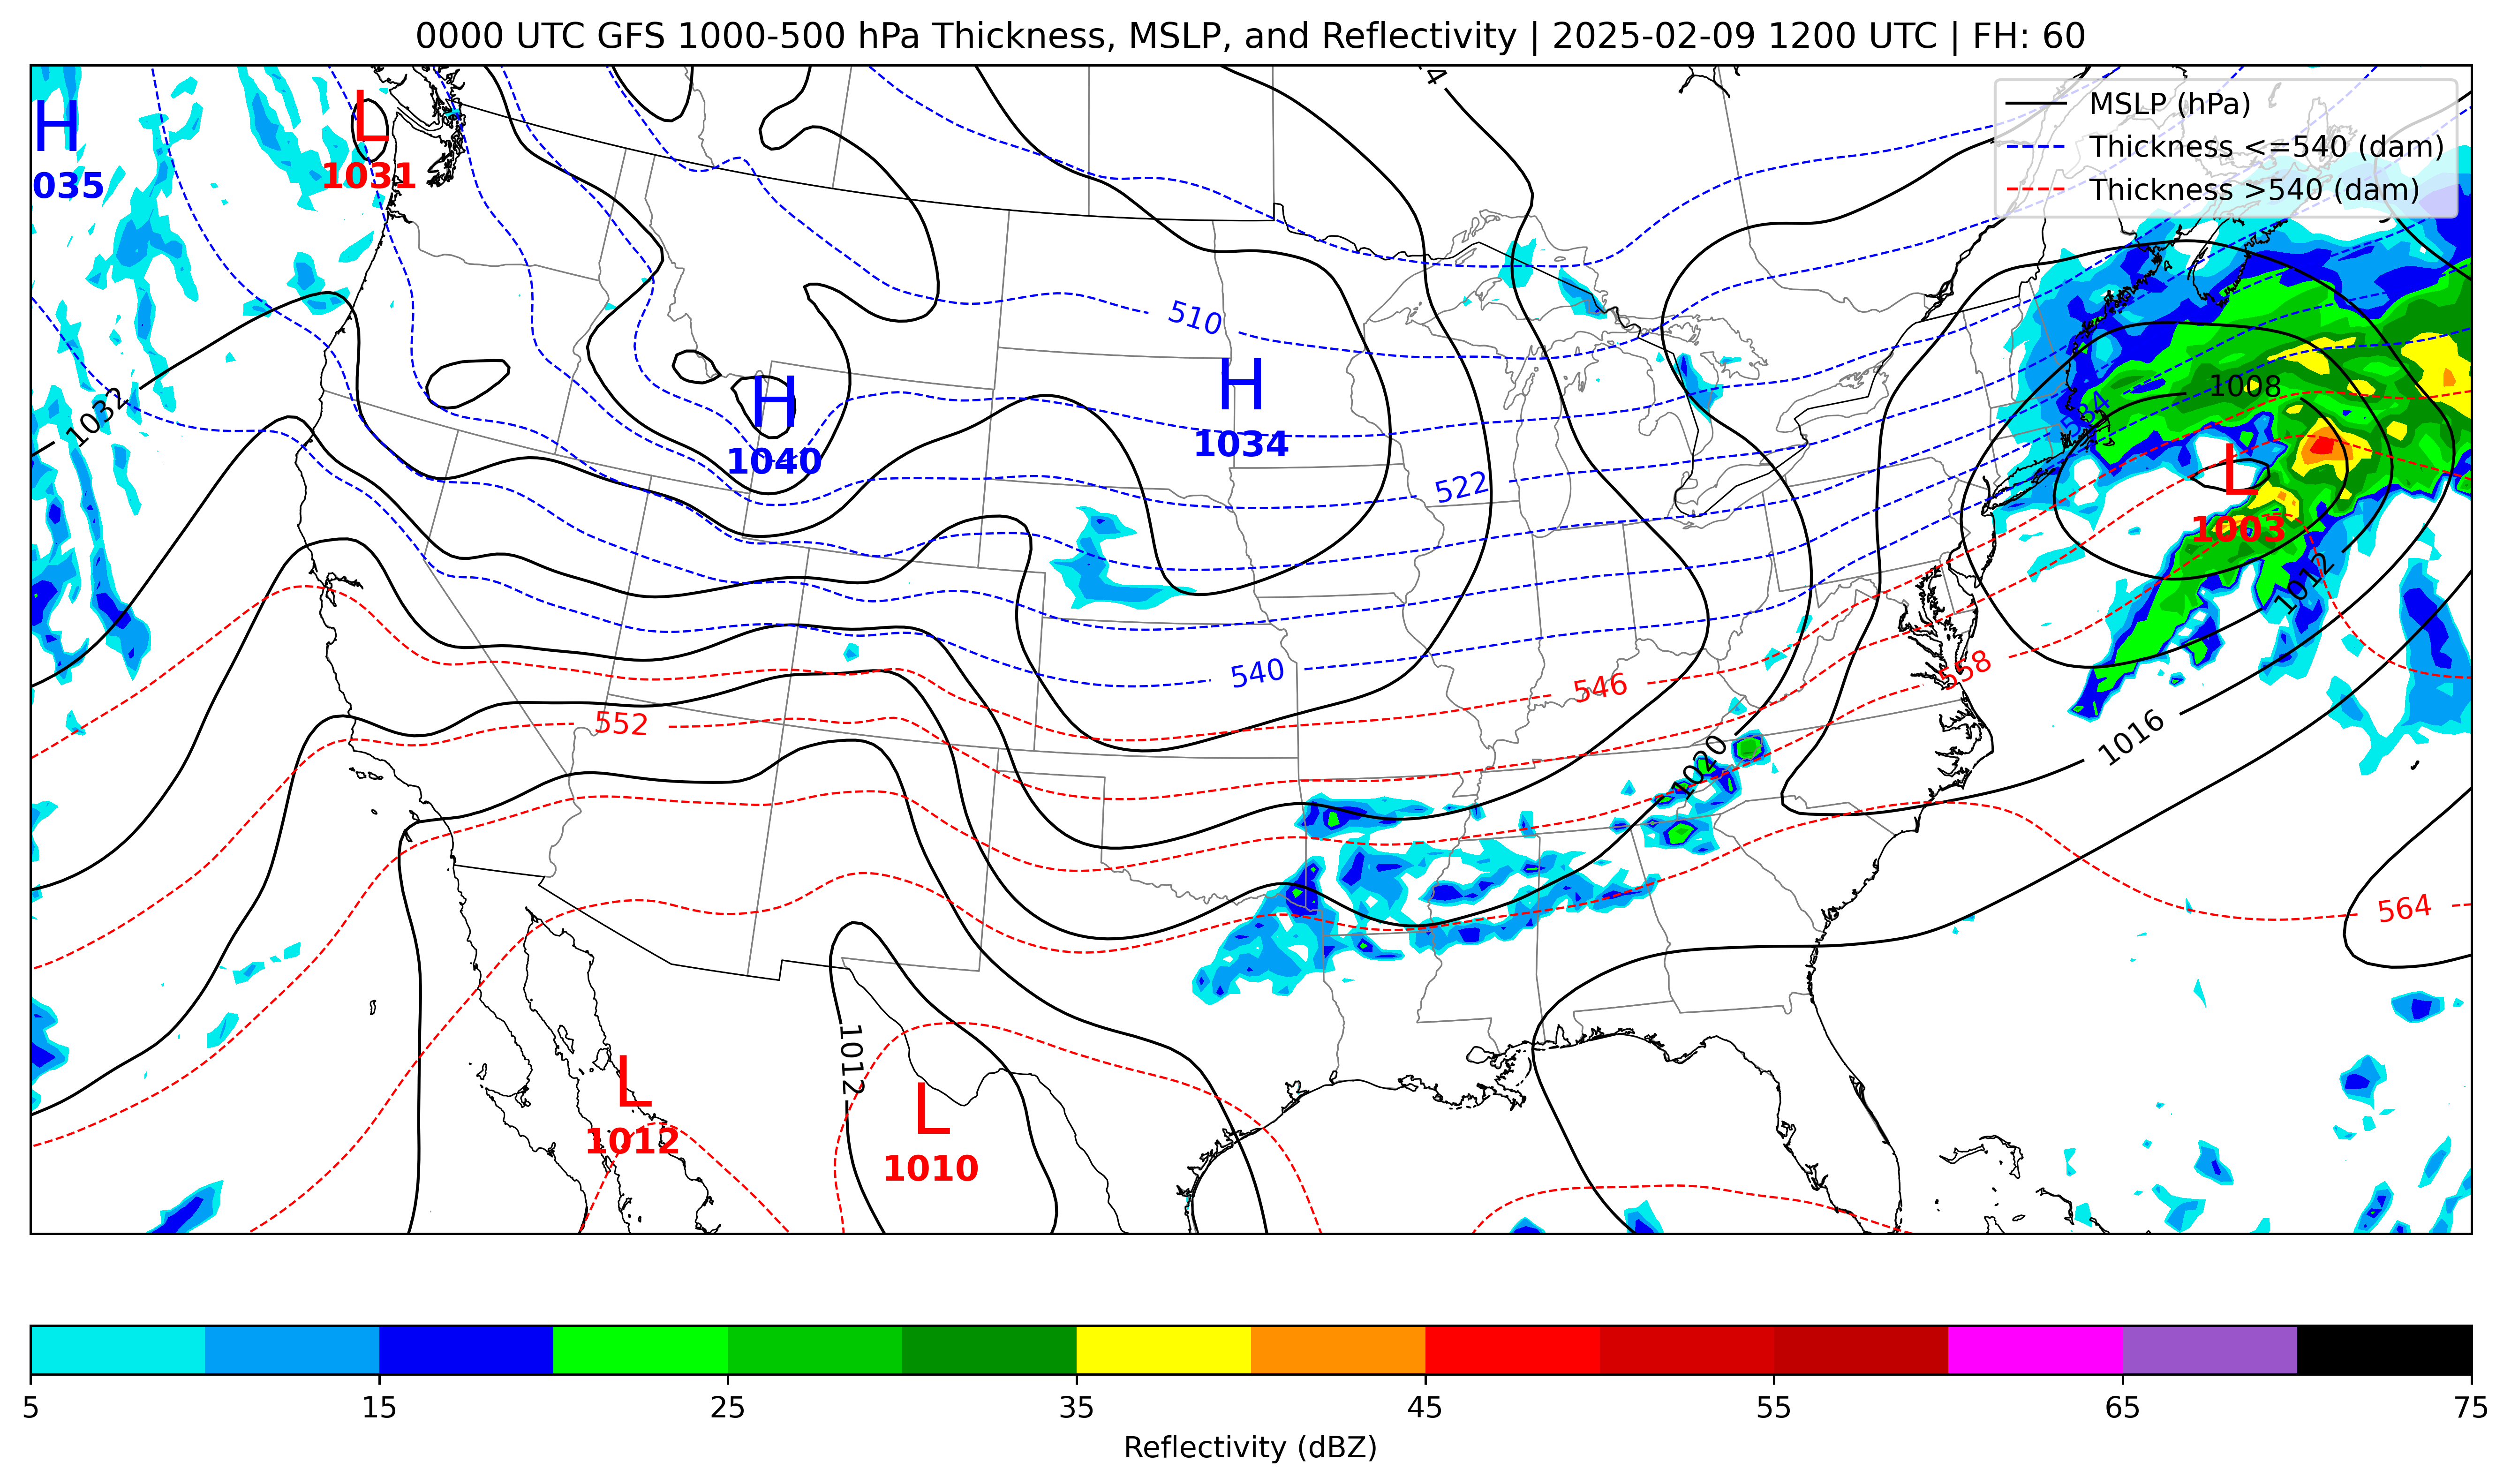 0000 UTC GFS 1000-500 hPa Thickness, MSLP, and Reflectivity | 2025-02-09 1200 UTC | FH: 60
MSLP (hPa)
Thickness <=540 (dam)
Thickness >540 (dam)
H
035
L
1031
4
510
H
1034
H
1040
1032
522
1008
534
L
1003
1012
540
546
558
552
1020
1016
564
1012
L
1012
L
1010
5
15
25
35
45
55
65
75
Reflectivity (dBZ)